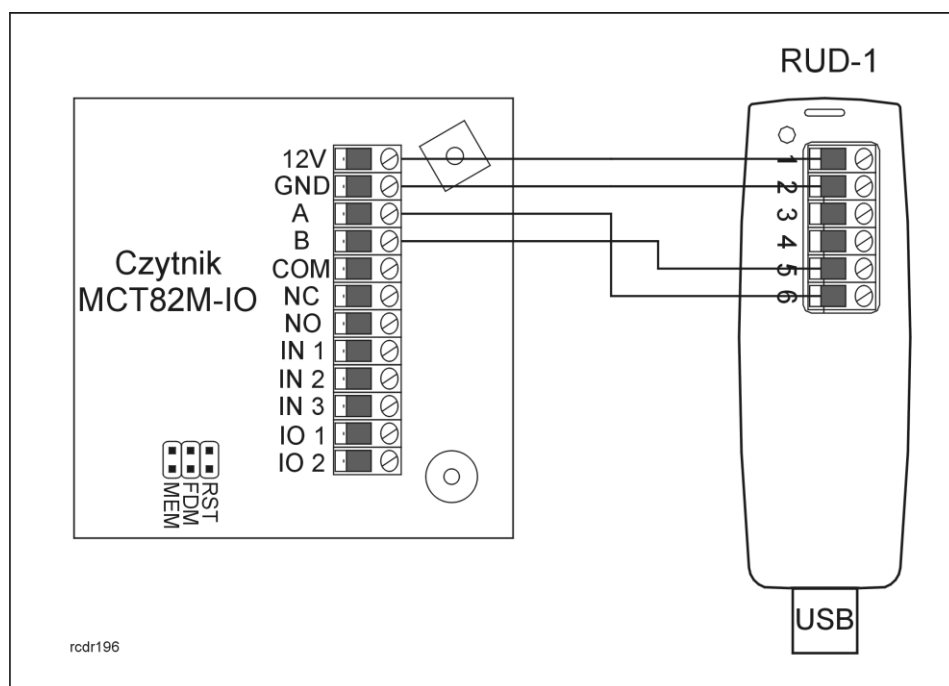 RUD-1
12V
GND
A
B
COM
NC
NO
IN 1
IN 2
IN 3
IO 1
IO 2
Czytnik
MCT82M-IO
MEM
FDM
RST
1
2
3
4
5
6
USB
rcdr196